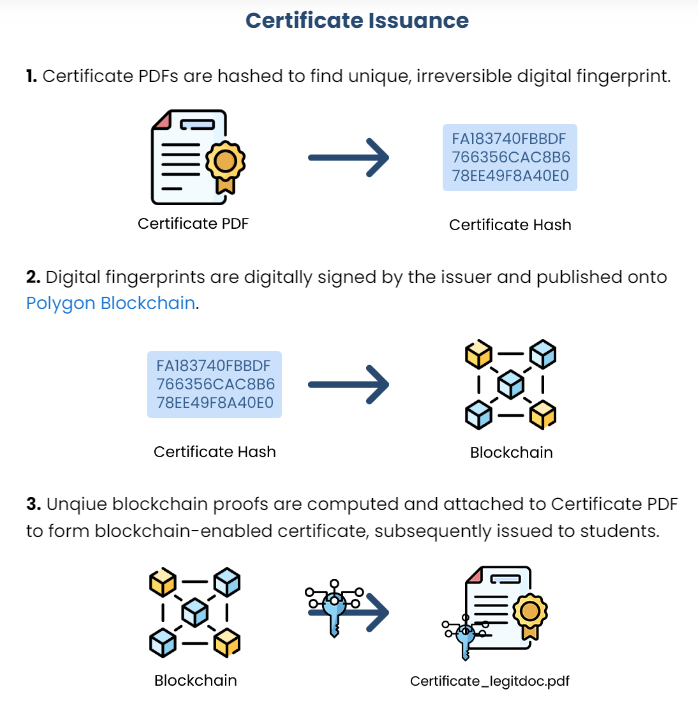 Certificate Issuance
1. Certificate PDFs are hashed to find unique, irreversible digital fingerprint.
FA183740FBBDF
766356CAC8B6
78EE49F8A40E0
Certificate PDF
Certificate Hash
2. Digital fingerprints are digitally signed by the issuer and published onto
Polygon Blockchain.
FA183740FBBDF
766356CAC8B6
78EE49F8A40E0
Certificate Hash
Blockchain
3. Unqiue blockchain proofs are computed and attached to Certificate PDF
to form blockchain-enabled certificate, subsequently issued to students.
Blockchain
Certificate_legitdoc.pdf